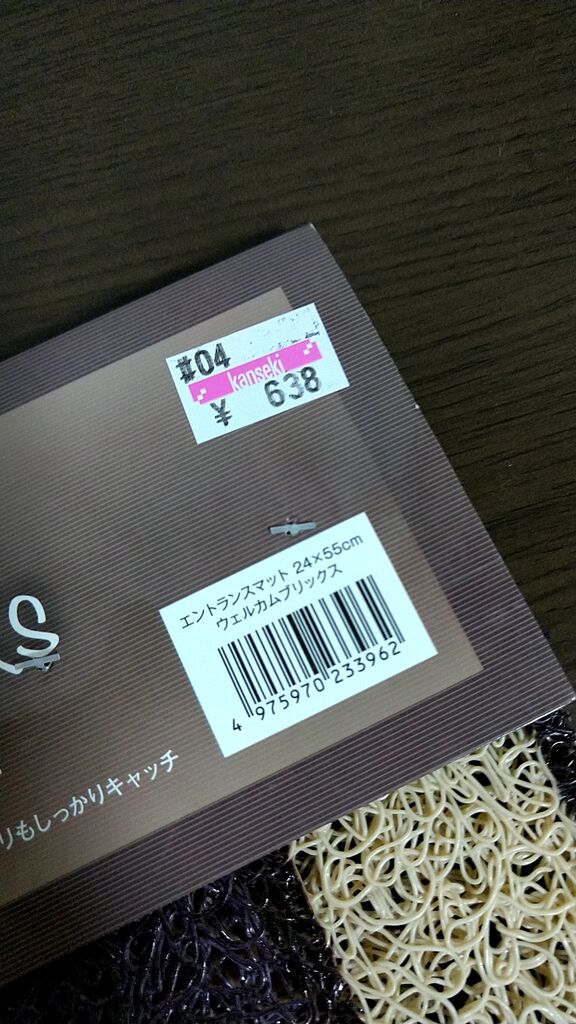 #04
kanseki
¥ 638
エントランスマット 24×55cm
ウェルカムブリックス
4 975970 233962
s
りもしっかりキャッチ